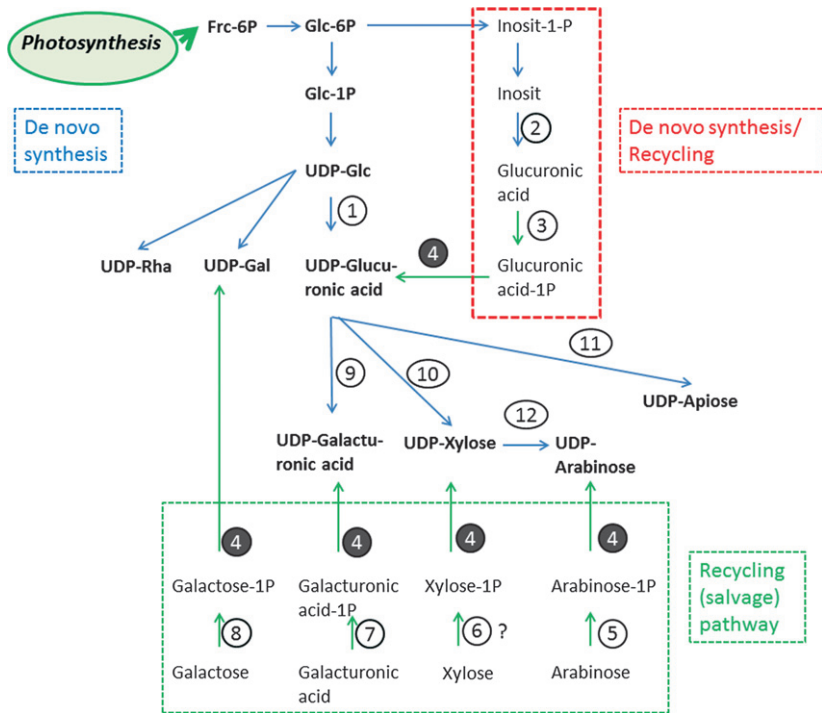 Photosynthesis
Frc-6P
Glc-6P
Inosit-1-P
Glc-1P
Inosit
De novo
synthesis
2
De novo synthesis/
Recycling
UDP-Glc
Glucuronic
acid
1
3
UDP-Rha
UDP-Gal
UDP-Glucu-
ronic acid
4
Glucuronic
acid-1P
11
9
10
UDP-Apiose
12
UDP-Galactu-
ronic acid
UDP-Xylose
UDP-
Arabinose
4
4
4
4
Galactose-1P
Galacturonic
acid-1P
Xylose-1P
Arabinose-1P
Recycling
(salvage)
pathway
8
7
6 ?
5
Galactose
Galacturonic
acid
Xylose
Arabinose